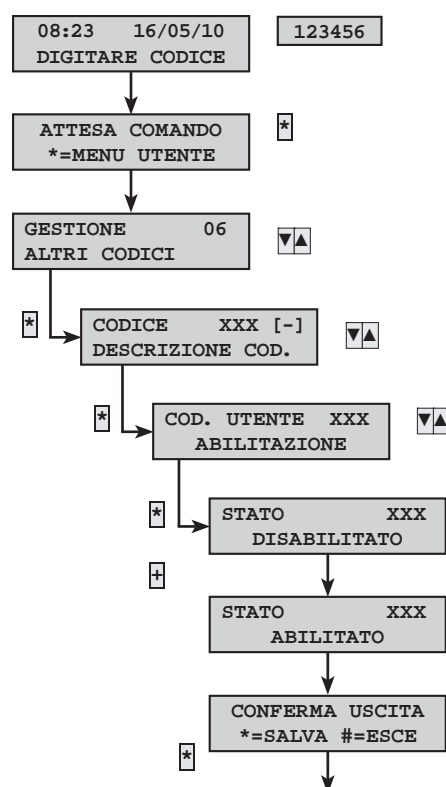 08:23 16/05/10
DIGITARE CODICE
123456
ATTESA COMANDO
*=MENU UTENTE
*
GESTIONE 06
ALTRI CODICI
▼▲
*
CODICE XXX [-]
DESCRIZIONE COD.
▼▲
*
COD. UTENTE XXX
ABILITAZIONE
▼▲
*
STATO XXX
DISABILITATO
+
STATO XXX
ABILITATO
CONFERMA USCITA
*=SALVA #=ESCE
*